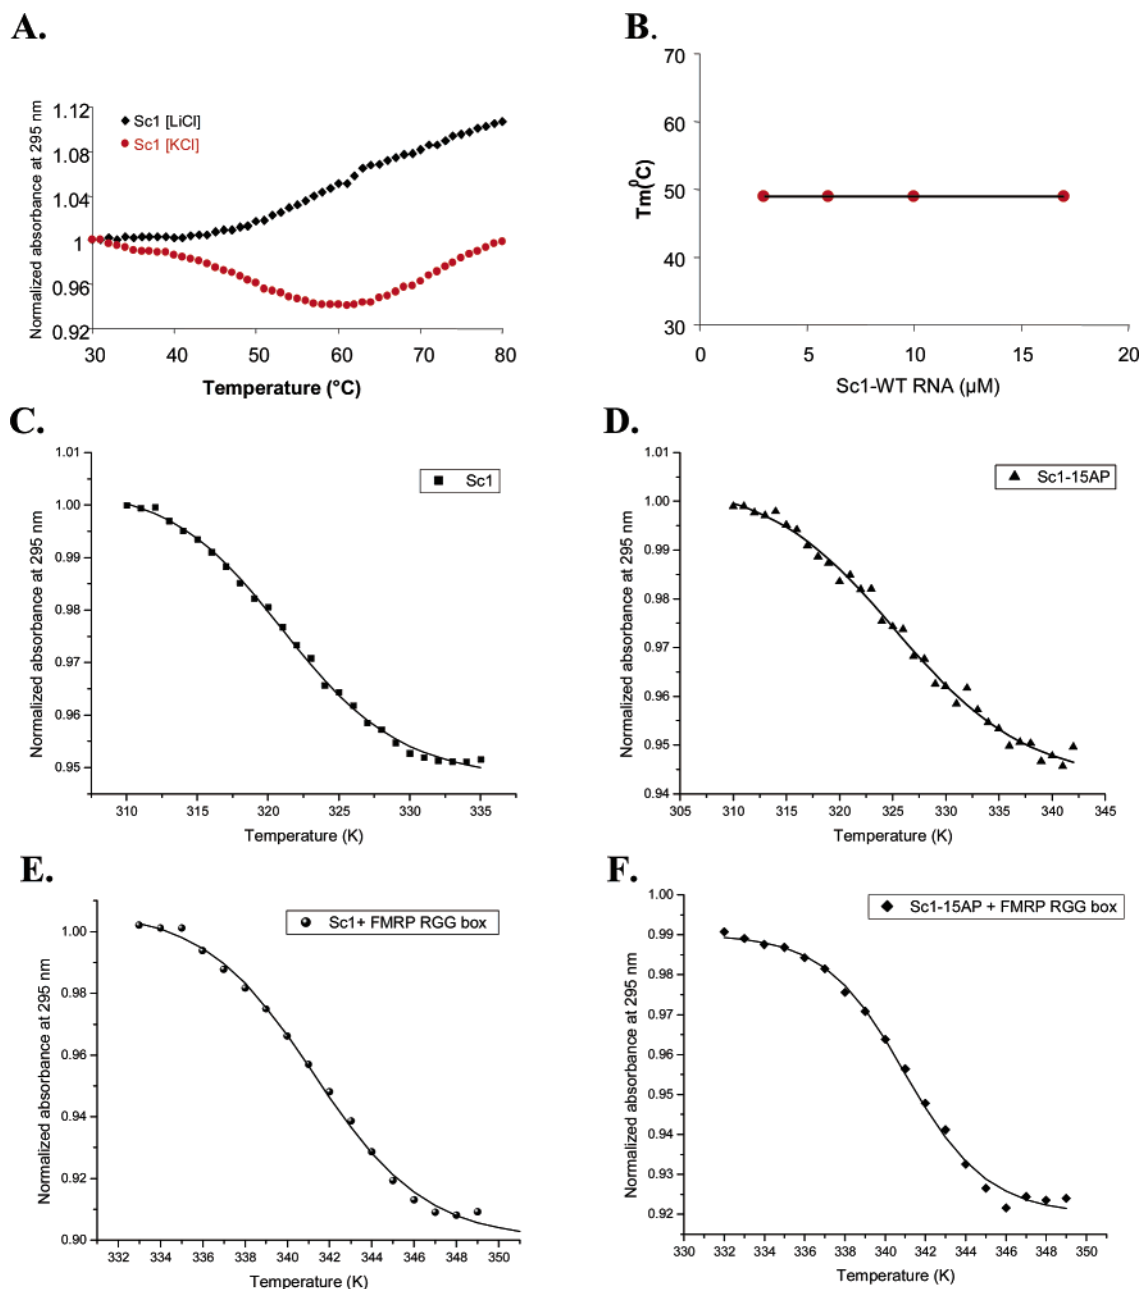 A.
Normalized absorbance at 295 nm
1.12
1.08
1.04
1
0.96
0.92
Sc1 [LiCl]
Sc1 [KCl]
30 40 50 60 70 80
Temperature (°C)
B.
Tm(⁰C)
70
60
50
40
30
0 5 10 15 20
Sc1-WT RNA (µM)
C.
Normalized absorbance at 295 nm
1.01
1.00
0.99
0.98
0.97
0.96
0.95
Sc1
310 315 320 325 330 335
Temperature (K)
D.
Normalized absorbance at 295 nm
1.01
1.00
0.99
0.98
0.97
0.96
0.95
0.94
Sc1-15AP
305 310 315 320 325 330 335 340 345
Temperature (K)
E.
Normalized absorbance at 295 nm
1.00
0.98
0.96
0.94
0.92
0.90
Sc1+ FMRP RGG box
332 334 336 338 340 342 344 346 348 350
Temperature (K)
F.
Normalized absorbance at 295 nm
1.00
0.99
0.98
0.97
0.96
0.95
0.94
0.93
0.92
Sc1-15AP + FMRP RGG box
330 332 334 336 338 340 342 344 346 348 350
Temperature (K)